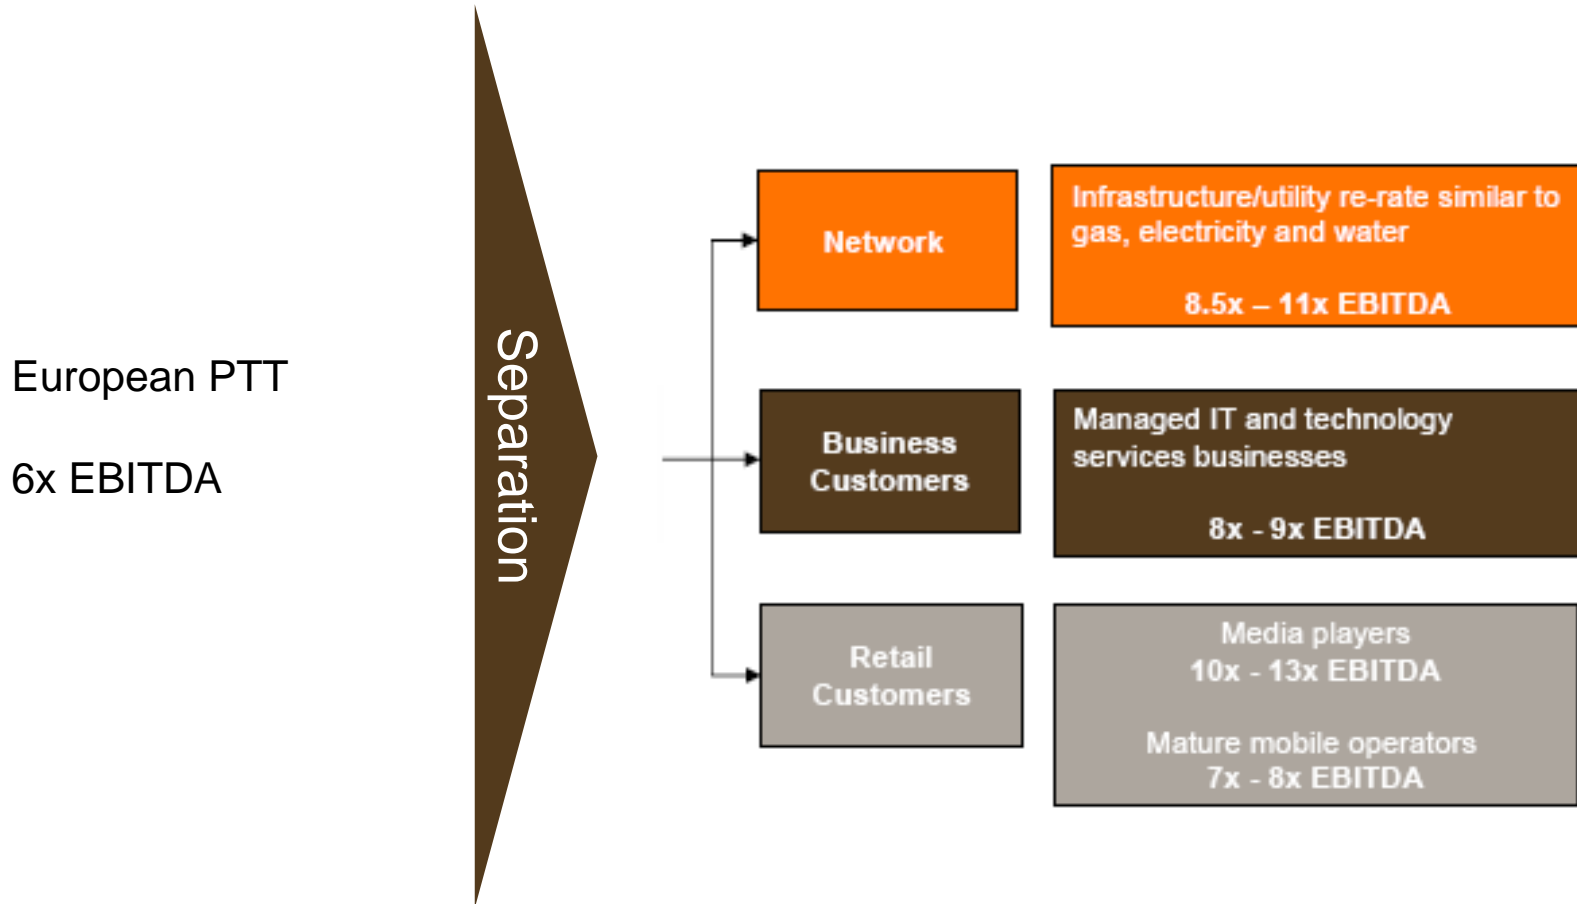 European PTT
6x EBITDA
Separation
Network
Infrastructure/utility re-rate similar to
gas, electricity and water
8.5x – 11x EBITDA
Business
Customers
Managed IT and technology
services businesses
8x - 9x EBITDA
Retail
Customers
Media players
10x - 13x EBITDA
Mature mobile operators
7x - 8x EBITDA